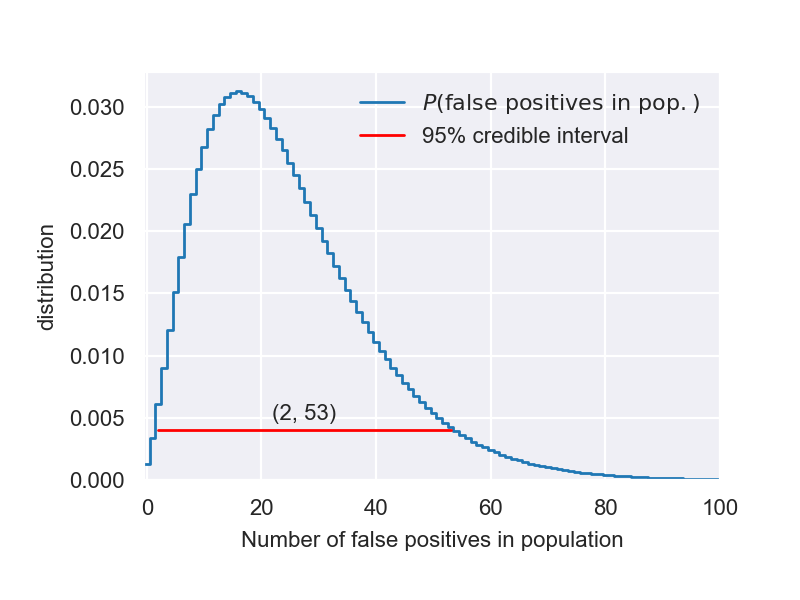 P(false positives in pop. )
95% credible interval
distribution
0.030
0.025
0.020
0.015
0.010
0.005
0.000
(2, 53)
0 20 40 60 80 100
Number of false positives in population